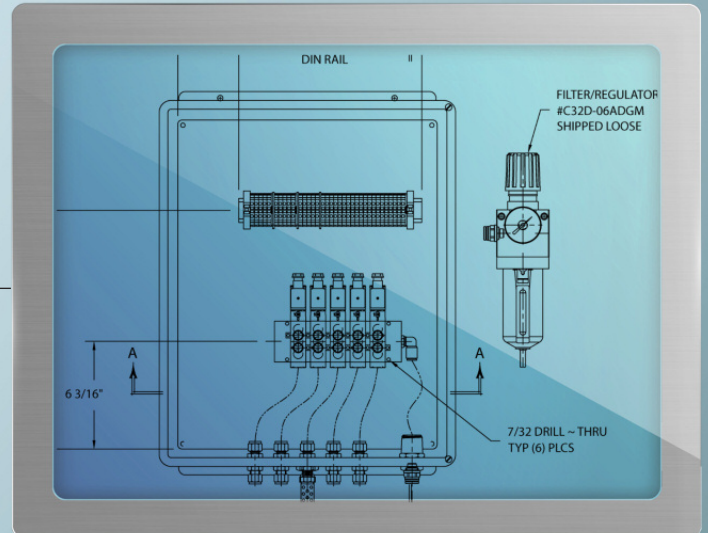 DIN RAIL
FILTER/REGULATOR
#C32D-06ADGM
SHIPPED LOOSE
A
A
6 3/16"
7/32 DRILL ~ THRU
TYP (6) PLCS